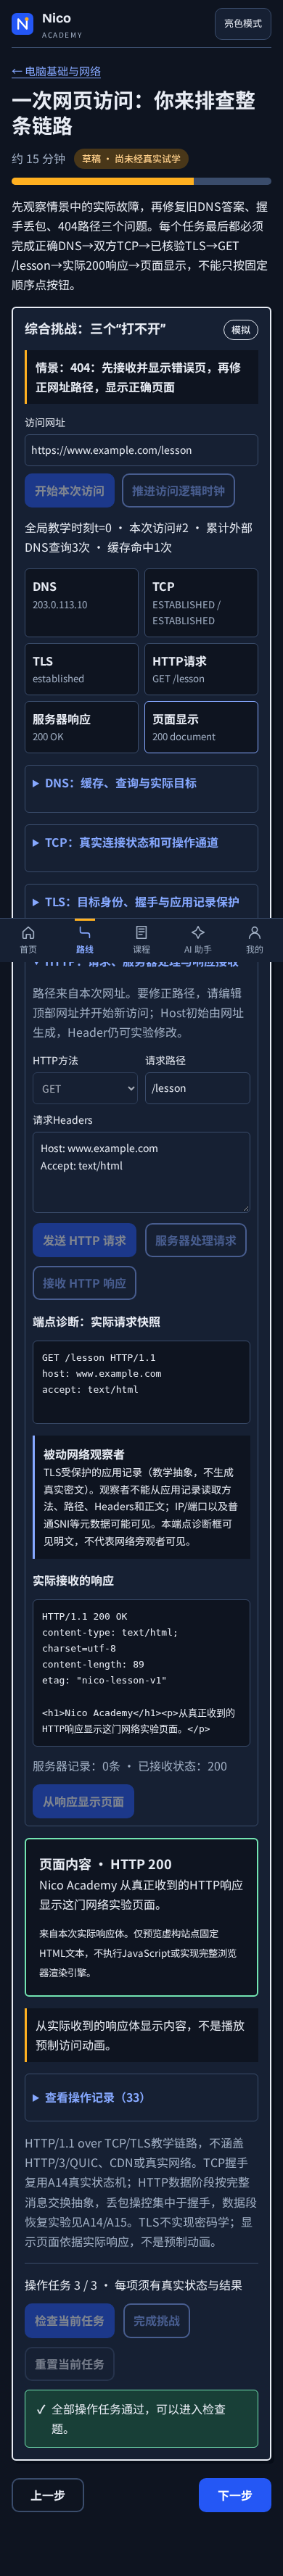 Nico
ACADEMY
亮色模式
← 电脑基础与网络
一次网页访问：你来排查整
条链路
约 15 分钟
草稿 · 尚未经真实试学
先观察情景中的实际故障，再修复旧DNS答案、握
手丢包、404路径三个问题。每个任务最后都必须
完成正确DNS→双方TCP→已核验TLS→GET
/lesson→实际200响应→页面显示，不能只按固定
顺序点按钮。
综合挑战：三个“打不开”
模拟
情景：404：先接收并显示错误页，再修
正网址路径，显示正确页面
访问网址
https://www.example.com/lesson
开始本次访问
推进访问逻辑时钟
全局教学时刻t=0 · 本次访问#2 · 累计外部
DNS查询3次 · 缓存命中1次
DNS
203.0.113.10
TCP
ESTABLISHED /
ESTABLISHED
TLS
established
HTTP请求
GET /lesson
服务器响应
200 OK
页面显示
200 document
▶ DNS：缓存、查询与实际目标
▶ TCP：真实连接状态和可操作通道
▶ TLS：目标身份、握手与应用记录保护
首页
路线
课程
AI 助手
我的
HTTP：请求、服务器处理与响应接收
路径来自本次网址。要修正路径，请编辑
顶部网址并开始新访问；Host初始由网址
生成，Header仍可实验修改。
HTTP方法
请求路径
GET
/lesson
请求Headers
Host: www.example.com
Accept: text/html
发送 HTTP 请求
服务器处理请求
接收 HTTP 响应
端点诊断：实际请求快照
GET /lesson HTTP/1.1
host: www.example.com
accept: text/html
被动网络观察者
TLS受保护的应用记录（教学抽象，不生成
真实密文）。观察者不能从应用记录读取方
法、路径、Headers和正文；IP/端口以及普
通SNI等元数据可能可见。本端点诊断框可
见明文，不代表网络旁观者可见。
实际接收的响应
HTTP/1.1 200 OK
content-type: text/html;
charset=utf-8
content-length: 89
etag: "nico-lesson-v1"
<h1>Nico Academy</h1><p>从真正收到的
HTTP响应显示这门网络实验页面。</p>
服务器记录：0条 · 已接收状态：200
从响应显示页面
页面内容 · HTTP 200
Nico Academy 从真正收到的HTTP响应
显示这门网络实验页面。
来自本次实际响应体。仅预览虚构站点固定
HTML文本，不执行JavaScript或实现完整浏览
器渲染引擎。
从实际收到的响应体显示内容，不是播放
预制访问动画。
▶ 查看操作记录（33）
HTTP/1.1 over TCP/TLS教学链路，不涵盖
HTTP/3/QUIC、CDN或真实网络。TCP握手
复用A14真实状态机；HTTP数据阶段按完整
消息交换抽象，丢包操控集中于握手，数据段
恢复实验见A14/A15。TLS不实现密码学；显
示页面依据实际响应，不是预制动画。
操作任务 3 / 3 · 每项须有真实状态与结果
检查当前任务
完成挑战
重置当前任务
✓ 全部操作任务通过，可以进入检查
题。
上一步
下一步